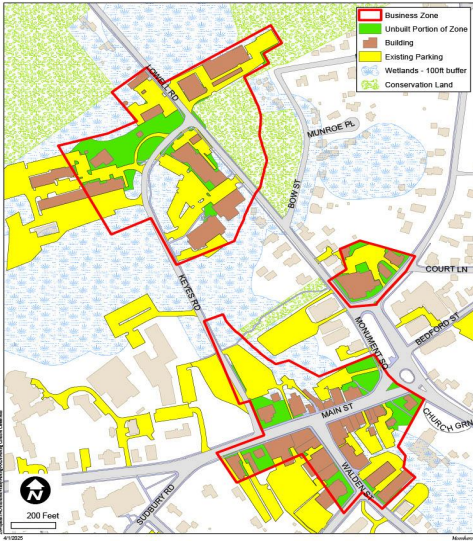 Business Zone
Unbuilt Portion of Zone
Building
Existing Parking
Wetlands - 100ft buffer
Conservation Land
LOWELL RD
MUNROE PL
BOW ST
COURT LN
KEYES RD
MONUMENT SQ
BEDFORD ST
MAIN ST
CHURCH GRN
WALDEN ST
SUDBURY RD
N
200 Feet
4/1/2025